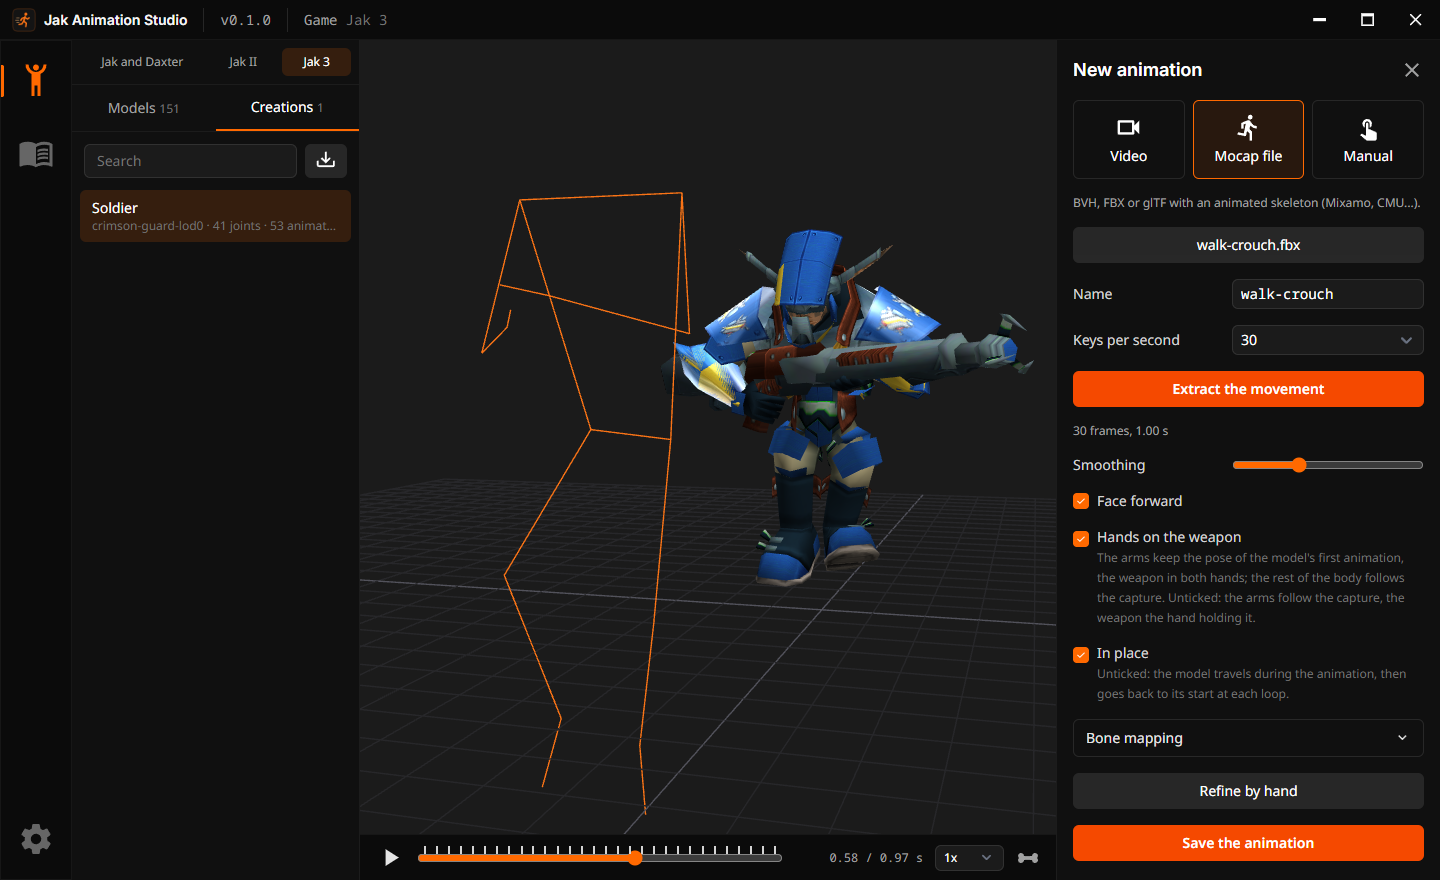 Jak Animation Studio
v0.1.0
Game Jak 3
Jak and Daxter
Jak II
Jak 3
Models 151
Creations 1
Search
Soldier
crimson-guard-lod0 · 41 joints · 53 animat...
0.58 / 0.97 s
1x
New animation
Video
Mocap file
Manual
BVH, FBX or glTF with an animated skeleton (Mixamo, CMU...).
walk-crouch.fbx
Name
walk-crouch
Keys per second
30
Extract the movement
30 frames, 1.00 s
Smoothing
Face forward
Hands on the weapon
The arms keep the pose of the model's first animation,
the weapon in both hands; the rest of the body follows
the capture. Unticked: the arms follow the capture, the
weapon the hand holding it.
In place
Unticked: the model travels during the animation, then
goes back to its start at each loop.
Bone mapping
Refine by hand
Save the animation